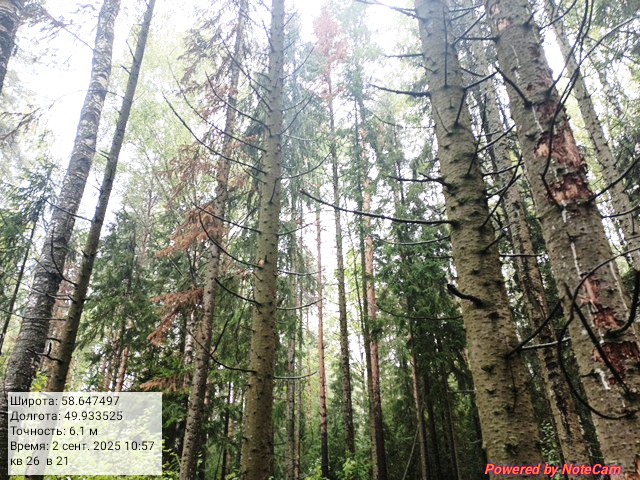 Широта: 58.647497
Долгота: 49.933525
Точность: 6.1 м
Время: 2 сент. 2025 10:57
кв 26 в 21
Powered by NoteCam